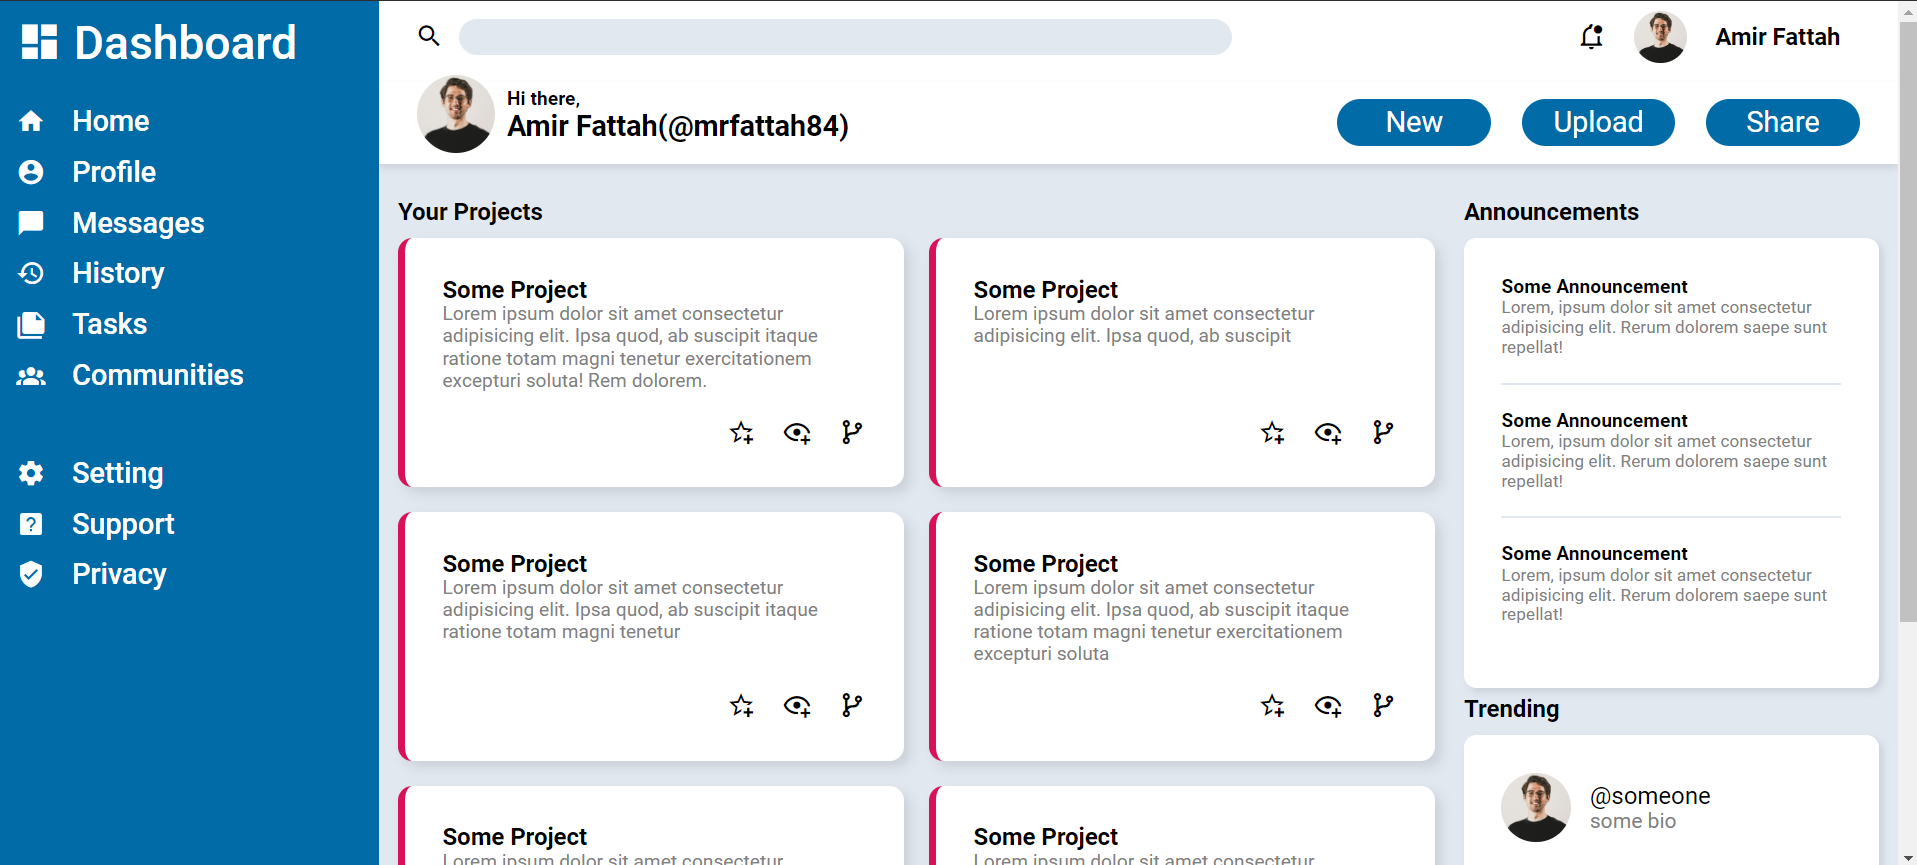 Dashboard
Home
Profile
Messages
History
Tasks
Communities
Setting
Support
Privacy
Amir Fattah
Hi there,
Amir Fattah(@mrfattah84)
New
Upload
Share
Your Projects
Some Project
Lorem ipsum dolor sit amet consectetur
adipisicing elit. Ipsa quod, ab suscipit itaque
ratione totam magni tenetur exercitationem
excepturi soluta! Rem dolorem.
Some Project
Lorem ipsum dolor sit amet consectetur
adipisicing elit. Ipsa quod, ab suscipit
Some Project
Lorem ipsum dolor sit amet consectetur
adipisicing elit. Ipsa quod, ab suscipit itaque
ratione totam magni tenetur
Some Project
Lorem ipsum dolor sit amet consectetur
adipisicing elit. Ipsa quod, ab suscipit itaque
ratione totam magni tenetur exercitationem
excepturi soluta
Some Project
Lorem ipsum dolor sit amet consectetur
Some Project
Lorem ipsum dolor sit amet consectetur
Announcements
Some Announcement
Lorem, ipsum dolor sit amet consectetur
adipisicing elit. Rerum dolorem saepe sunt
repellat!
Some Announcement
Lorem, ipsum dolor sit amet consectetur
adipisicing elit. Rerum dolorem saepe sunt
repellat!
Some Announcement
Lorem, ipsum dolor sit amet consectetur
adipisicing elit. Rerum dolorem saepe sunt
repellat!
Trending
@someone
some bio